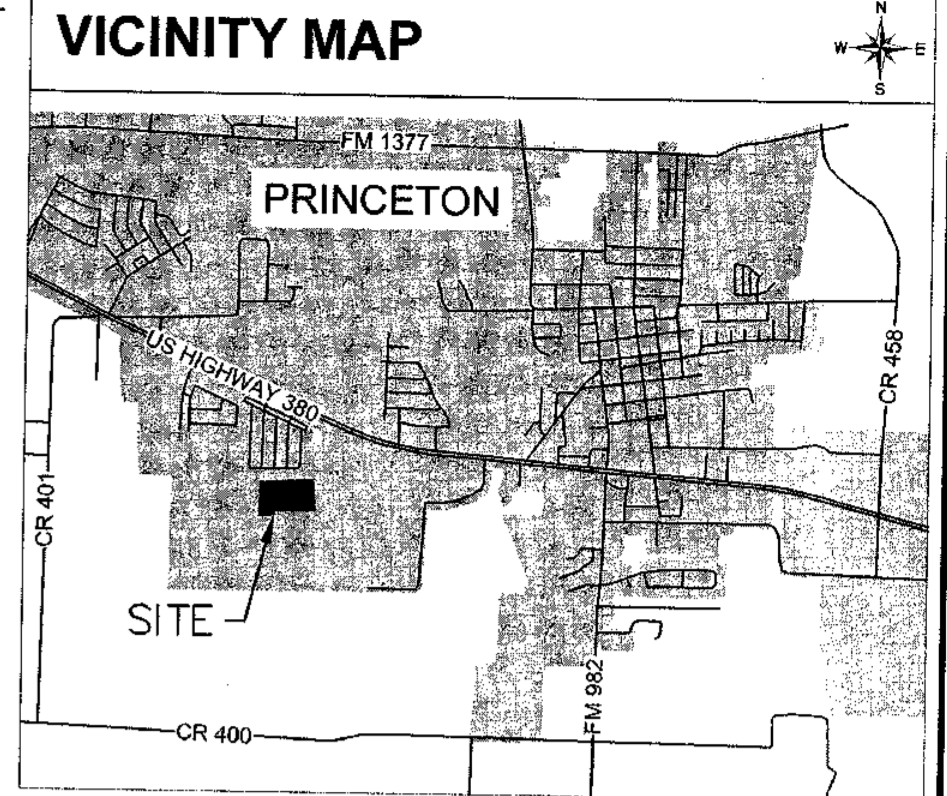 VICINITY MAP
N
W
E
S
FM 1377
PRINCETON
US HIGHWAY 380
CR 458
CR 401
SITE
FM 982
CR 400